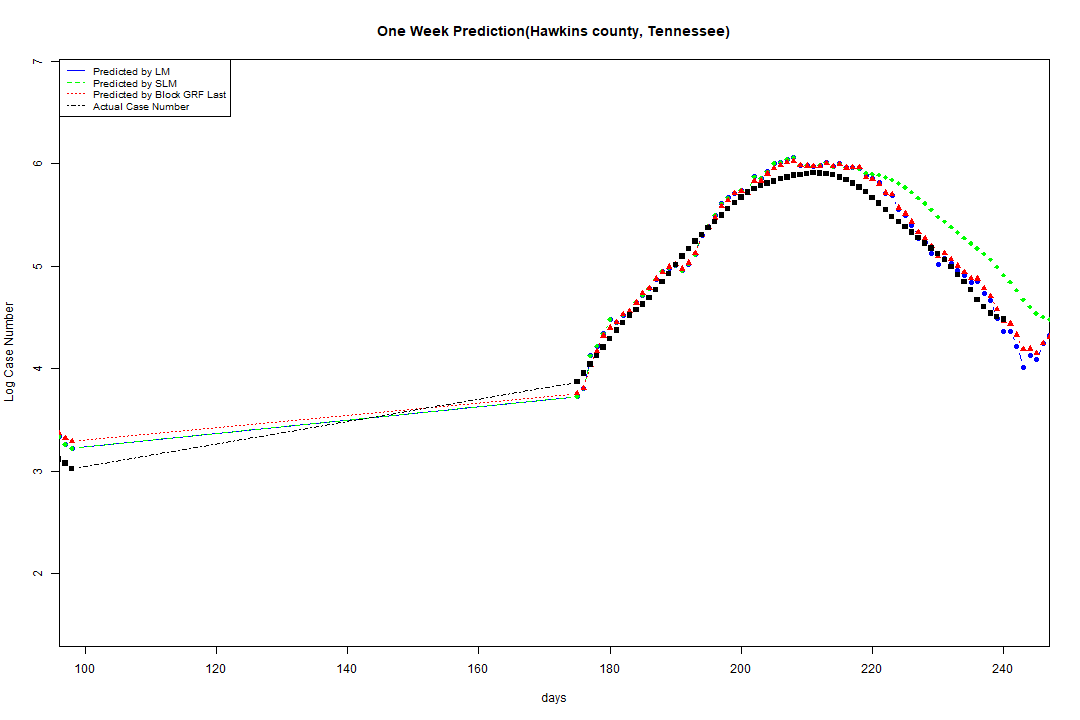 One Week Prediction(Hawkins county, Tennessee)
Predicted by LM
Predicted by SLM
Predicted by Block GRF Last
Actual Case Number
Log Case Number
7
6
5
4
3
2
100 120 140 160 180 200 220 240
days